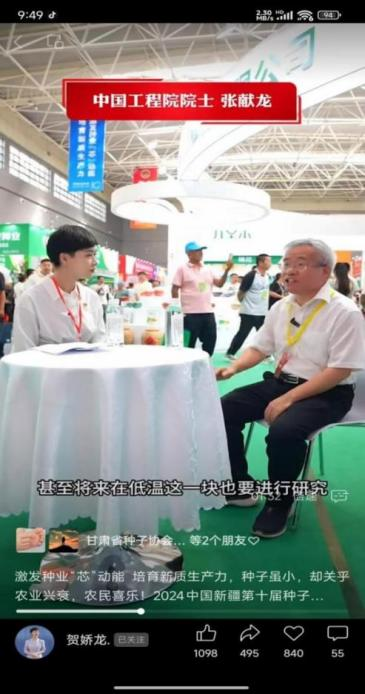 9:49
2.30
MB/s
HD
94
中国工程院院士 张献龙
甚至将来在低温这一块也要进行研究
甘肃省种子协会... 等2个朋友♡
激发种业“芯”动能 培育新质生产力，种子虽小，却关乎
农业兴衰，农民喜乐！2024中国新疆第十届种子...
贺娇龙.
已关注
1098
495
840
55